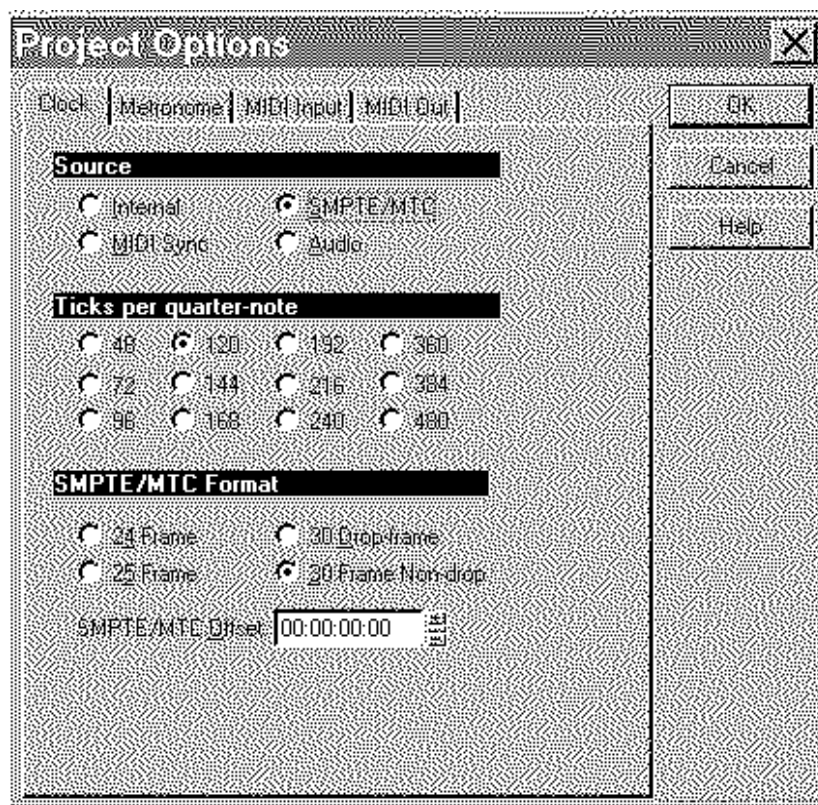 Project Options
Clock Metronome MIDI Input MIDI Out
OK
Cancel
Help
Source
Internal SMPTE/MTC
MIDI Sync Audio
Ticks per quarter-note
48 120 192 360
72 144 216 384
96 168 240 480
SMPTE/MTC Format
24 Frame 30 Drop-frame
25 Frame 30 Frame Non-drop
SMPTE/MTC Offset: 00:00:00:00